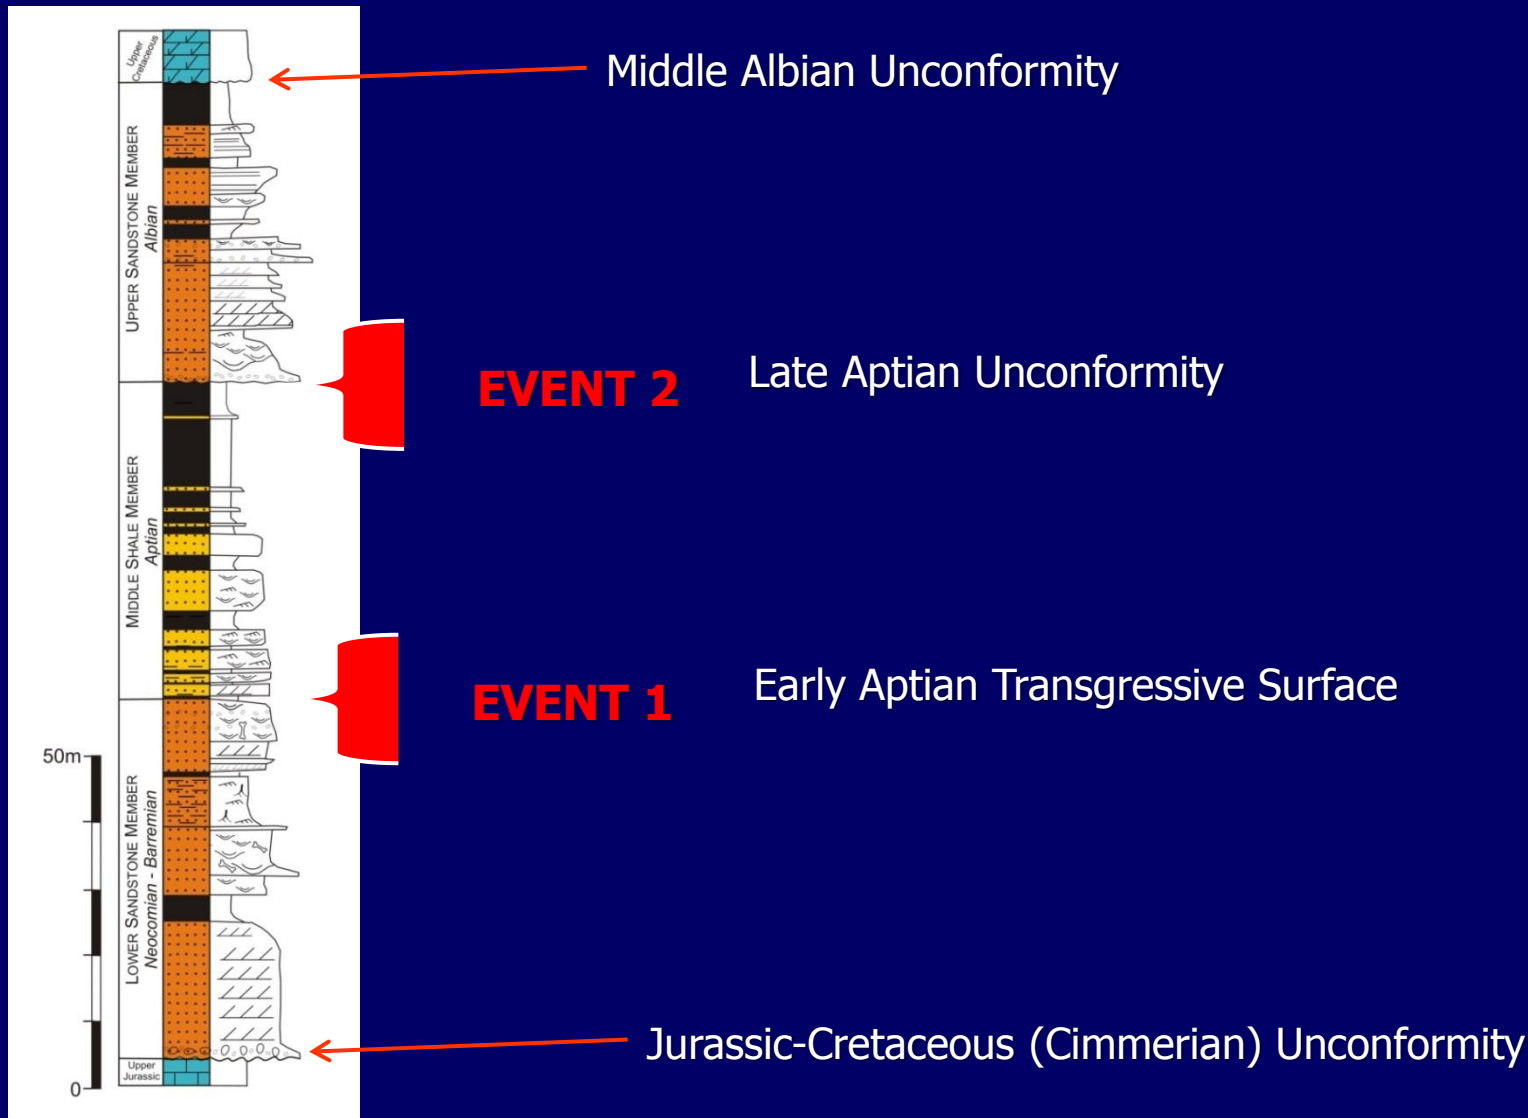 Upper
Cretaceous
Middle Albian Unconformity
UPPER SANDSTONE MEMBER
Albian
EVENT 2
Late Aptian Unconformity
MIDDLE SHALE MEMBER
Aptian
EVENT 1
Early Aptian Transgressive Surface
50m
LOWER SANDSTONE MEMBER
Neocomian - Barremian
Jurassic-Cretaceous (Cimmerian) Unconformity
Upper
Jurassic
0